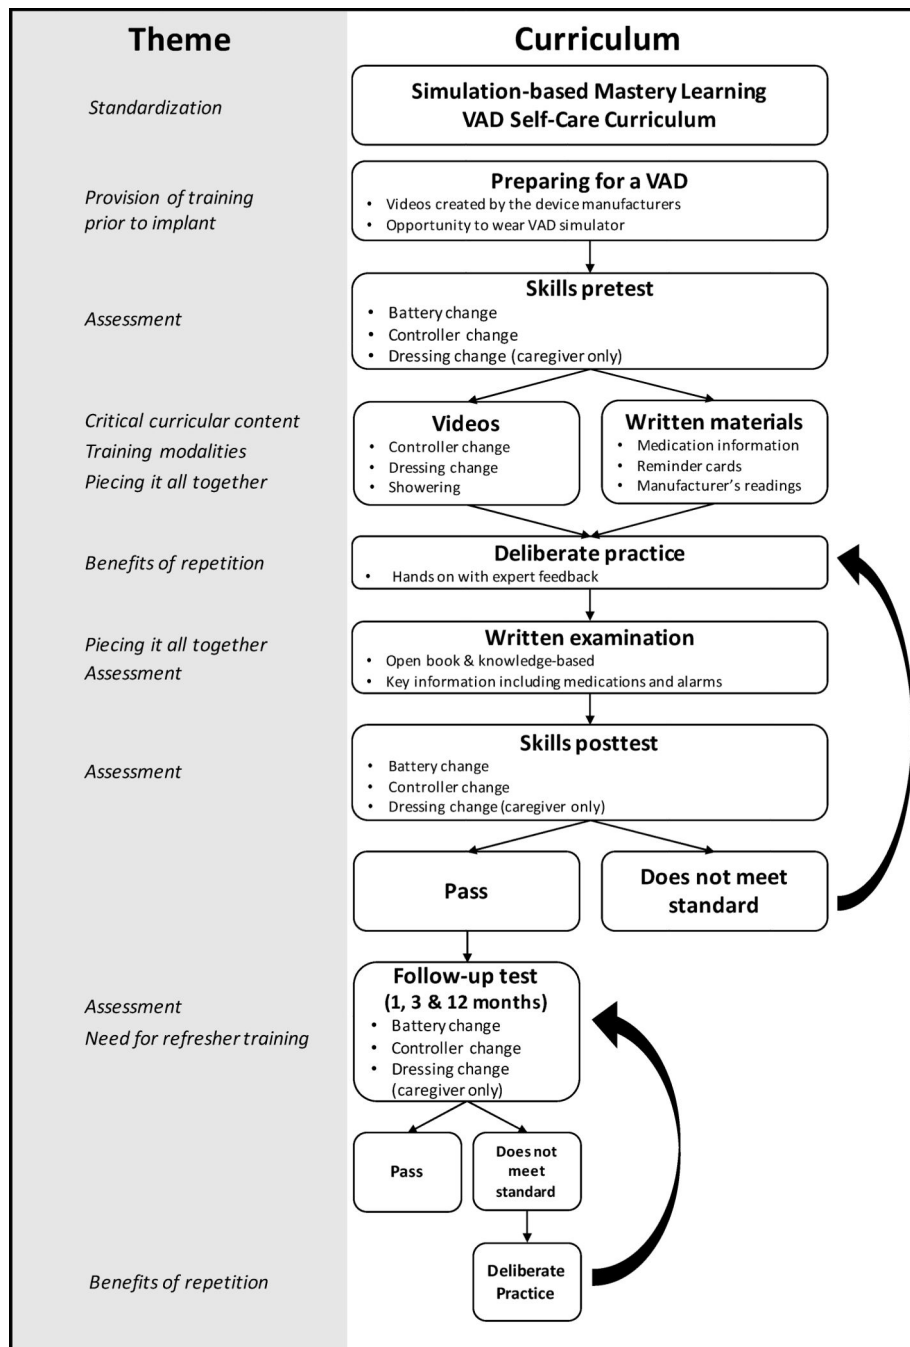 Theme
Curriculum
Standardization
Simulation-based Mastery Learning
VAD Self-Care Curriculum
Provision of training
prior to implant
Preparing for a VAD
• Videos created by the device manufacturers
• Opportunity to wear VAD simulator
Assessment
Skills pretest
• Battery change
• Controller change
• Dressing change (caregiver only)
Critical curricular content
Training modalities
Piecing it all together
Videos
• Controller change
• Dressing change
• Showering
Written materials
• Medication information
• Reminder cards
• Manufacturer's readings
Benefits of repetition
Deliberate practice
• Hands on with expert feedback
Piecing it all together
Assessment
Written examination
• Open book & knowledge-based
• Key information including medications and alarms
Assessment
Skills posttest
• Battery change
• Controller change
• Dressing change (caregiver only)
Pass
Does not meet
standard
Assessment
Need for refresher training
Follow-up test
(1, 3 & 12 months)
• Battery change
• Controller change
• Dressing change
(caregiver only)
Pass
Does not
meet
standard
Benefits of repetition
Deliberate
Practice